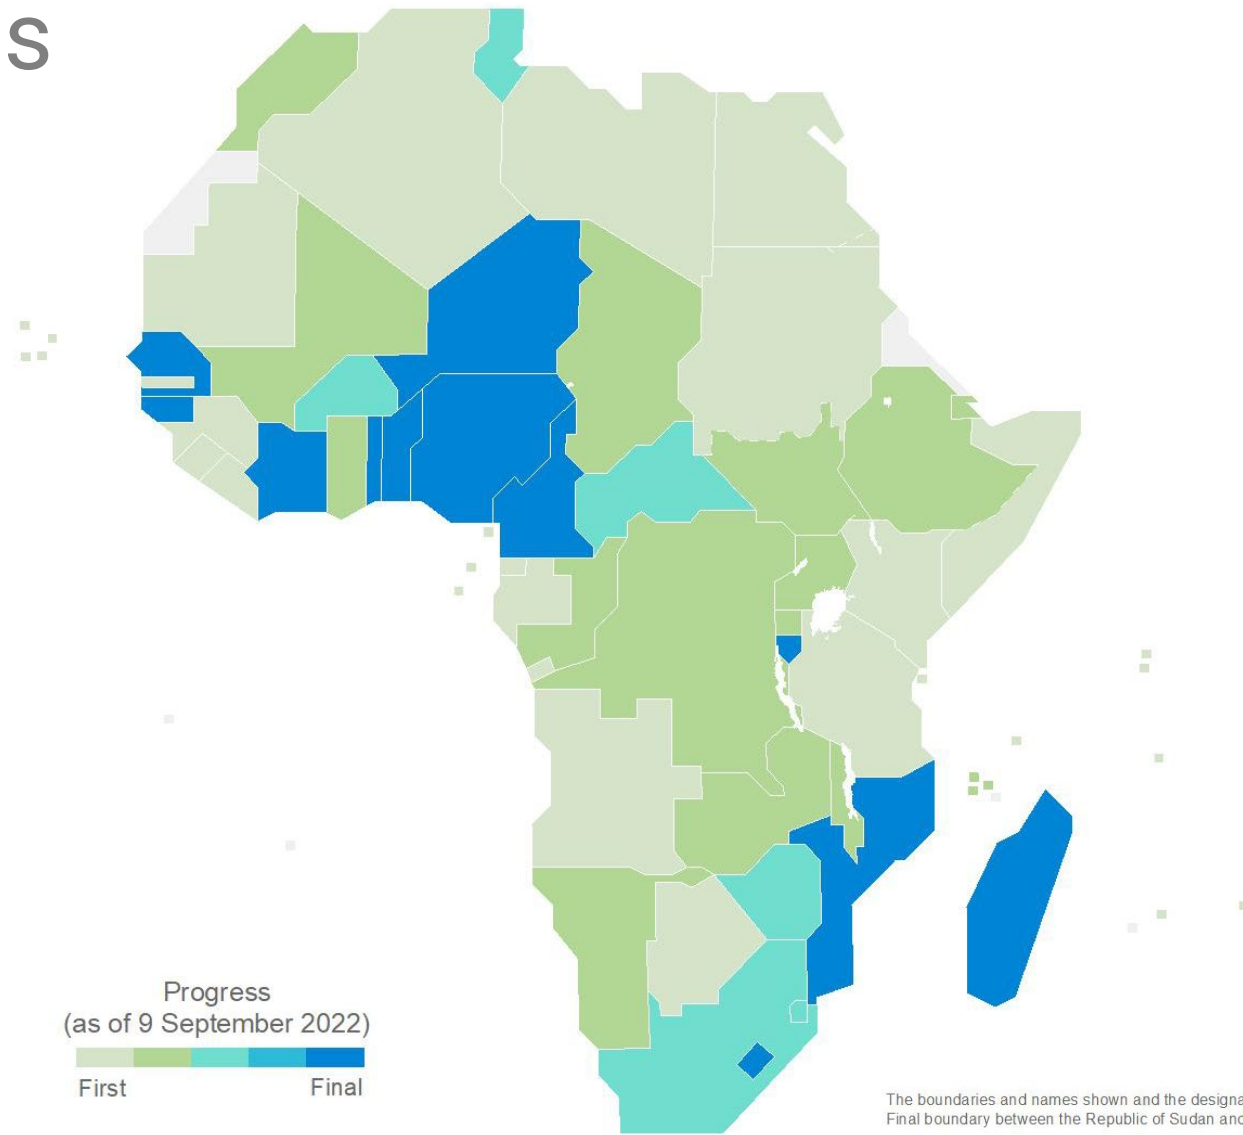 S
Progress
(as of 9 September 2022)
First Final
The boundaries and names shown and the designa
Final boundary between the Republic of Sudan and